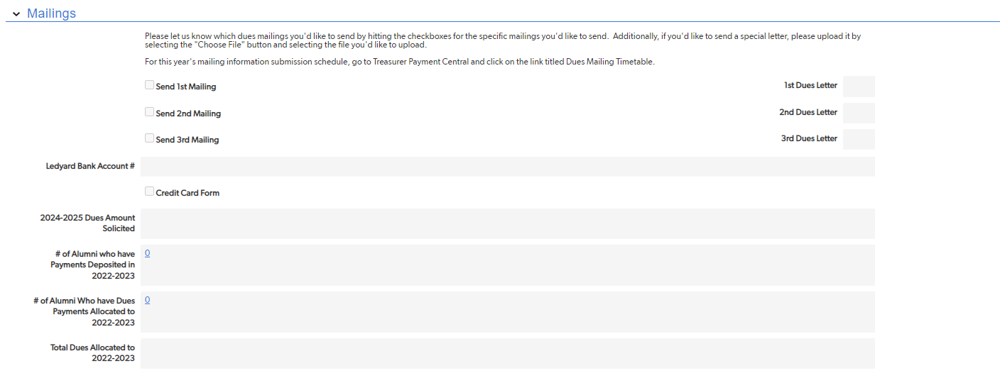 Mailings
Please let us know which dues mailings you'd like to send by hitting the checkboxes for the specific mailings you'd like to send.  Additionally, if you'd like to send a special letter, please upload it by
selecting the "Choose File" button and selecting the file you'd like to upload.
For this year's mailing information submission schedule, go to Treasurer Payment Central and click on the link titled Dues Mailing Timetable.
Send 1st Mailing
1st Dues Letter
Send 2nd Mailing
2nd Dues Letter
Send 3rd Mailing
3rd Dues Letter
Ledyard Bank Account #
Credit Card Form
2024-2025 Dues Amount
Solicited
# of Alumni who have
Payments Deposited in
2022-2023
0
# of Alumni Who have Dues
Payments Allocated to
2022-2023
0
Total Dues Allocated to
2022-2023